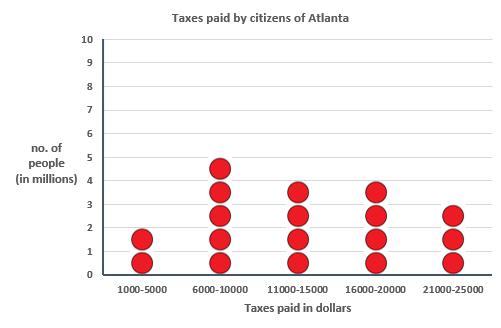 Taxes paid by citizens of Atlanta
10
9
8
7
6
5
4
3
2
1
0
no. of
people
(in millions)
1000-5000 6000-10000 11000-15000 16000-20000 21000-25000
Taxes paid in dollars